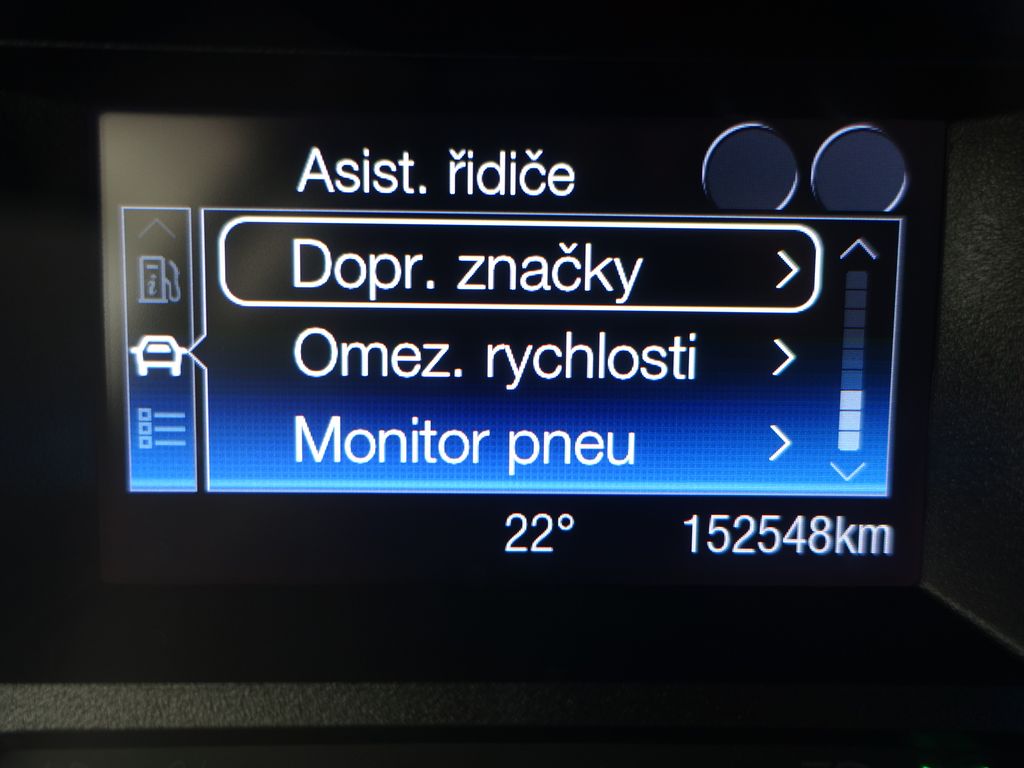 Asist. řidiče
Dopr. značky
Omez. rychlosti
Monitor pneu
22° 152548km